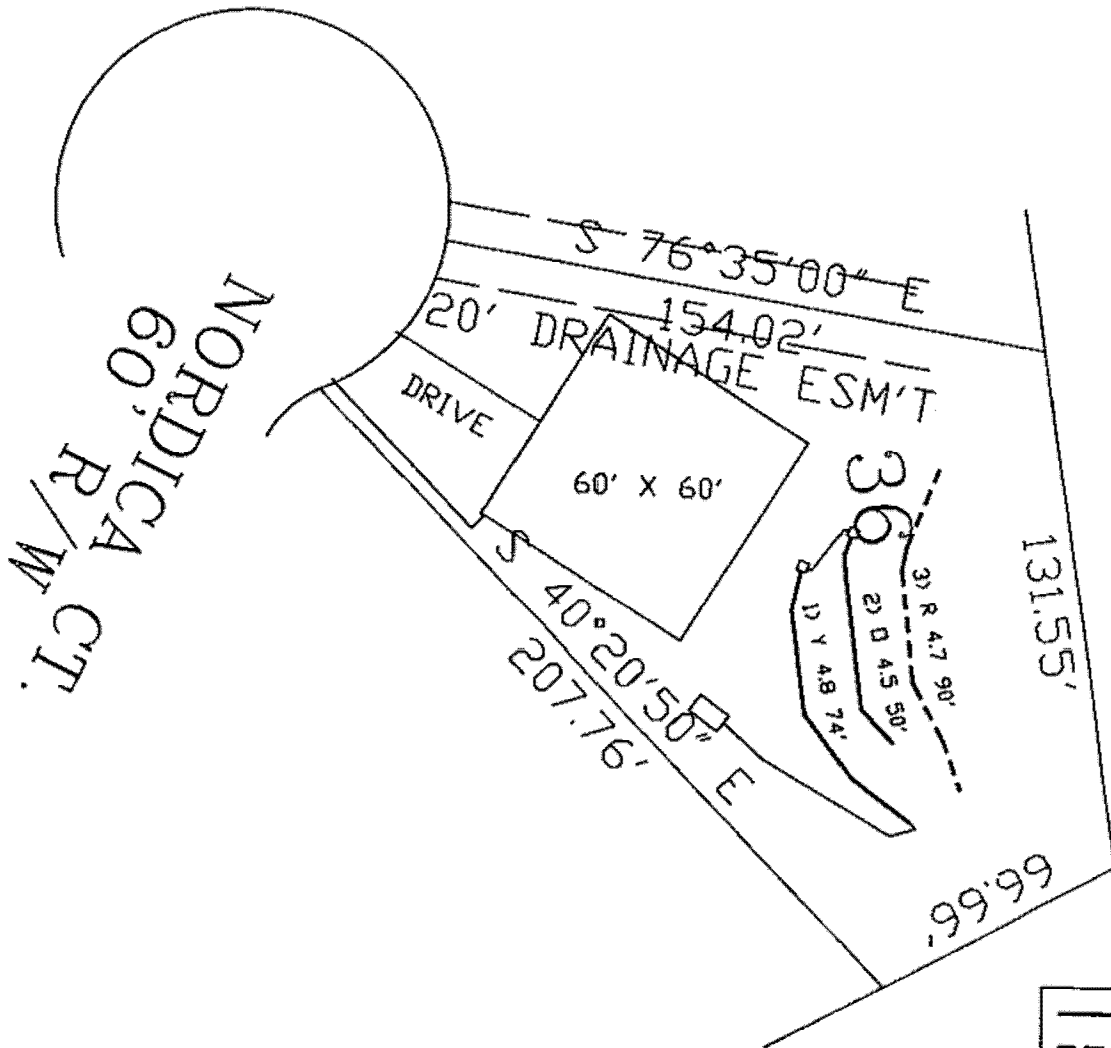 S 76°35'00" E
154.02'
20' DRAINAGE ESM'T
NORDICA CT.
60' R/W
DRIVE
60' X 60'
36
131.55'
3) R 4.7 90'
2) O 4.5 50'
1) Y 4.8 74'
S 40°20'50" E
207.76'
66.66'